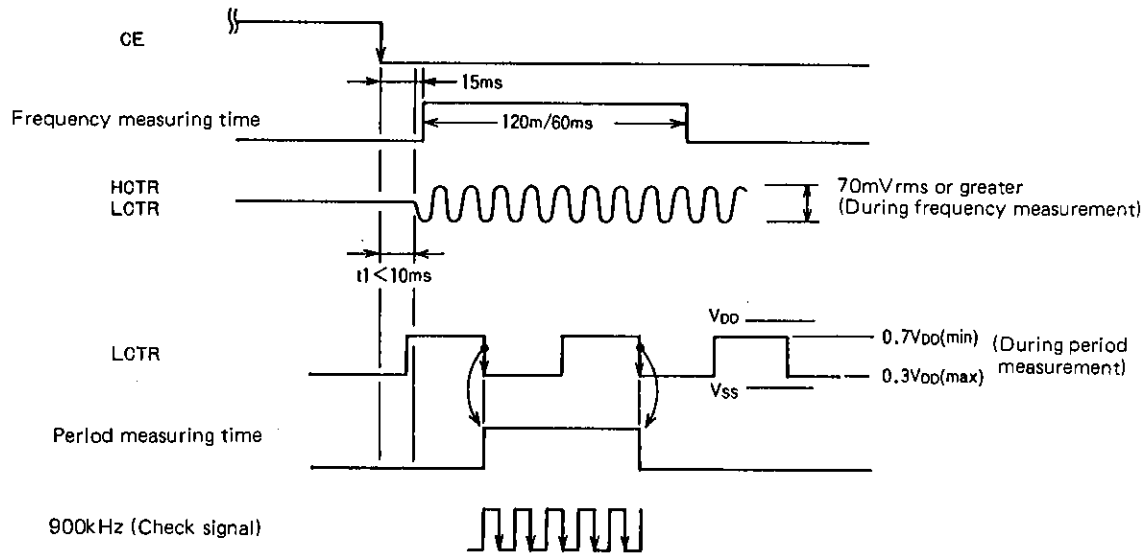 CE
15ms
Frequency measuring time
120m/60ms
HCTR
LCTR
70mVrms or greater
(During frequency measurement)
t1<10ms
VDD
LCTR
0.7VDD(min)
(During period
measurement)
0.3VDD(max)
VSS
Period measuring time
900kHz (Check signal)